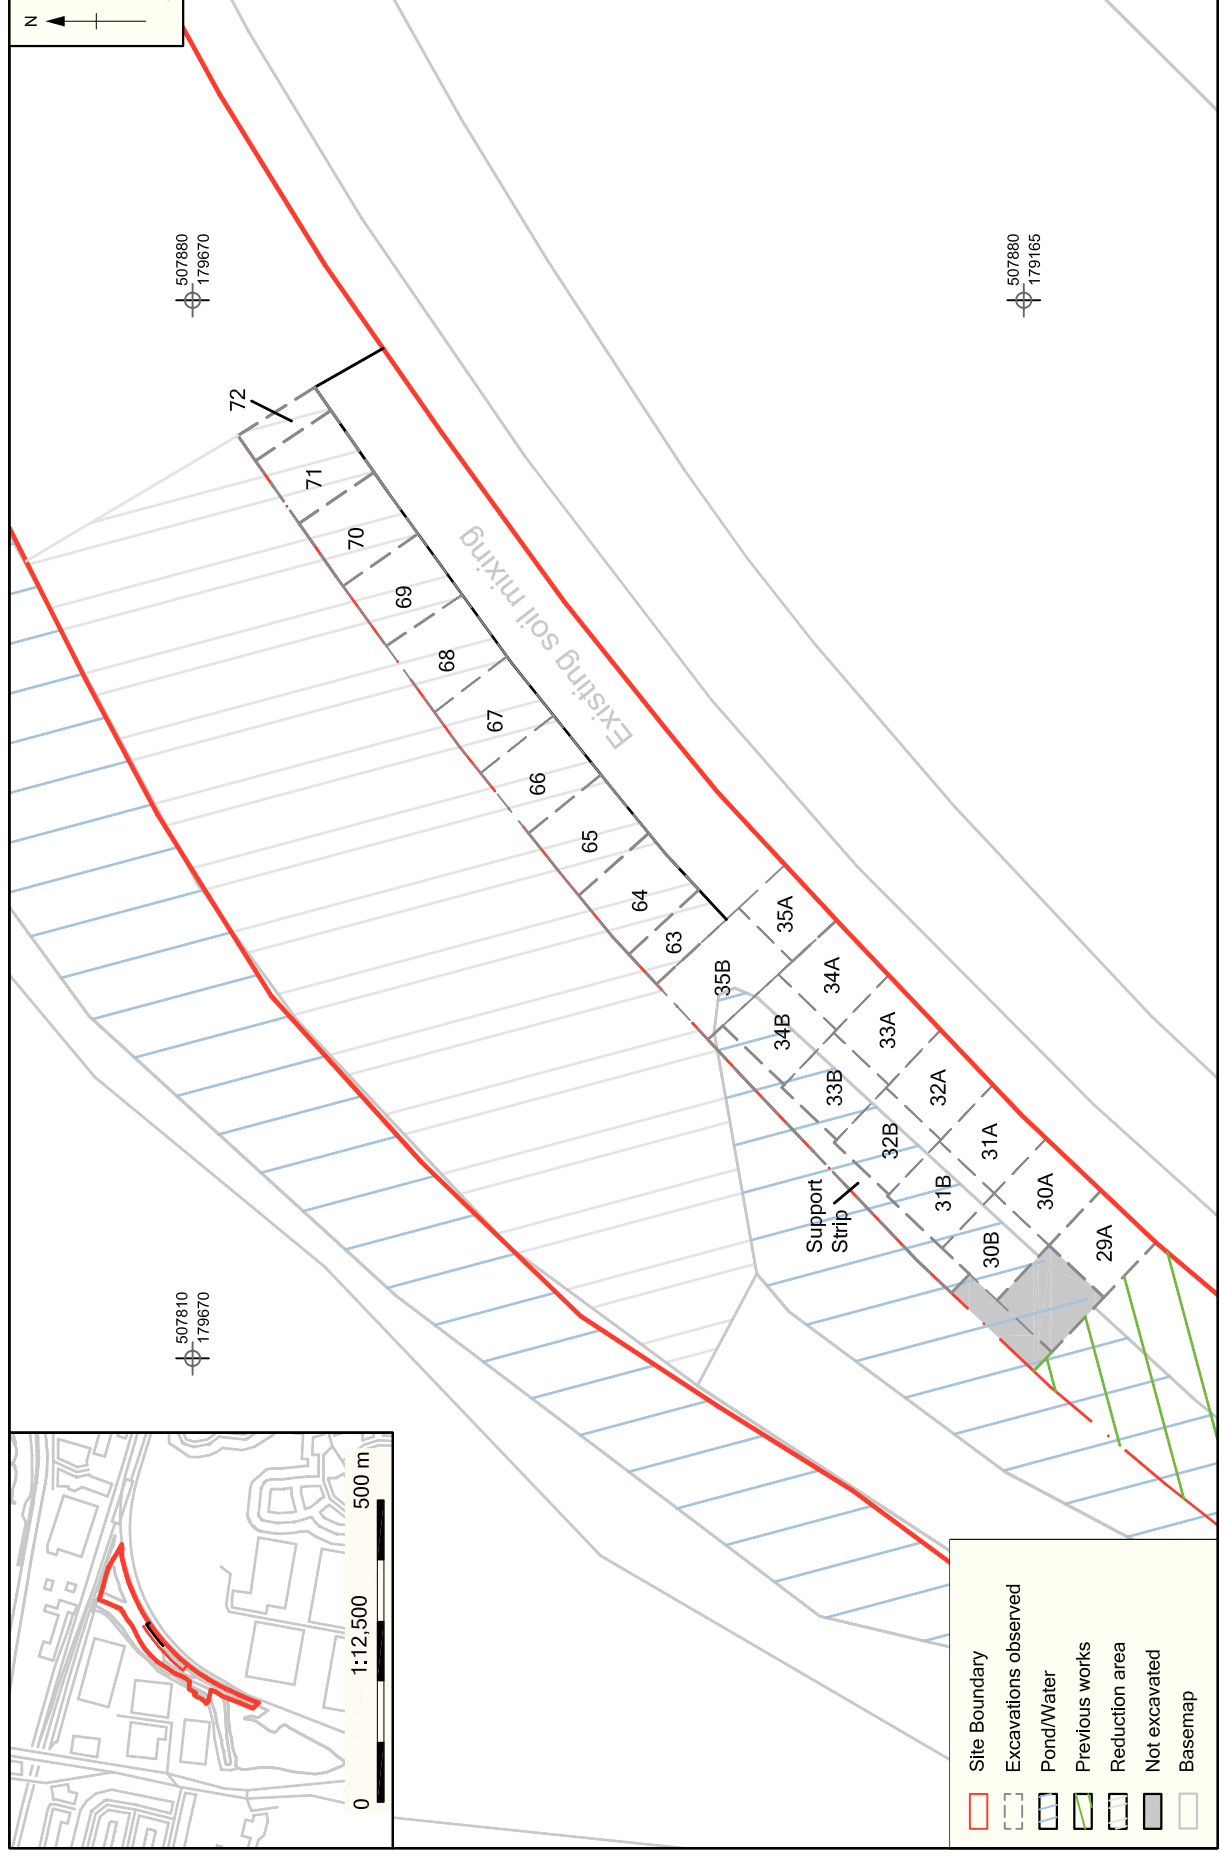 N
507880
179670
507880
179165
507810
179670
72
71
70
69
68
67
66
65
64
63
Existing soil mixing
35B
35A
34B
34A
33B
33A
32B
32A
31B
31A
30B
30A
29A
Support
Strip
0
1:12,500
500 m
Site Boundary
Excavations observed
Pond/Water
Previous works
Reduction area
Not excavated
Basemap